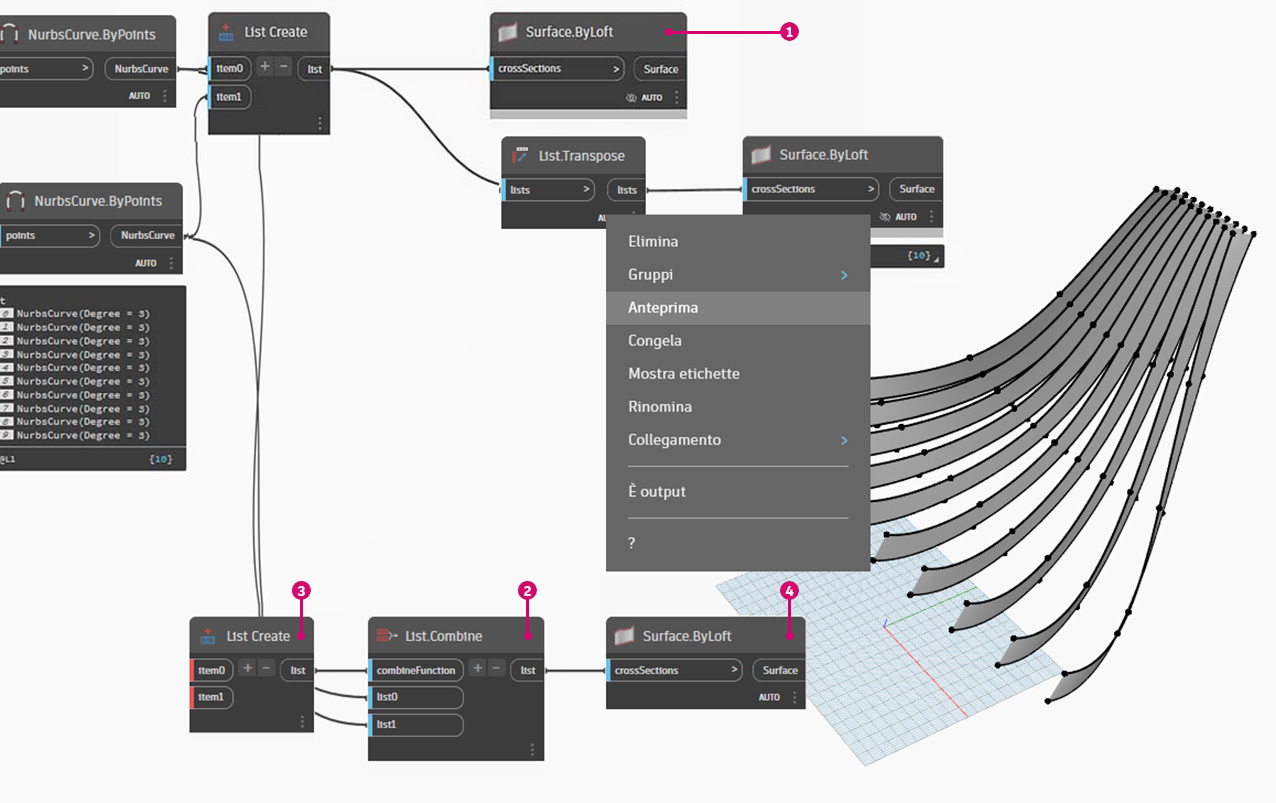 NurbsCurve.ByPoints
points > NurbsCurve
AUTO
List Create
item0 + − list
item1
Surface.ByLoft
1
crossSections > Surface
AUTO
List.Transpose
lists > lists
AU
Surface.ByLoft
crossSections > Surface
AUTO
{10}
NurbsCurve.ByPoints
points > NurbsCurve
AUTO
t
0 NurbsCurve(Degree = 3)
1 NurbsCurve(Degree = 3)
2 NurbsCurve(Degree = 3)
3 NurbsCurve(Degree = 3)
4 NurbsCurve(Degree = 3)
5 NurbsCurve(Degree = 3)
6 NurbsCurve(Degree = 3)
7 NurbsCurve(Degree = 3)
8 NurbsCurve(Degree = 3)
9 NurbsCurve(Degree = 3)
@L1 {10}
Elimina
Gruppi >
Anteprima
Congela
Mostra etichette
Rinomina
Collegamento >
È output
?
3
List Create
item0 + − list
item1
2
List.Combine
combineFunction + − list
list0
list1
4
Surface.ByLoft
crossSections > Surface
AUTO